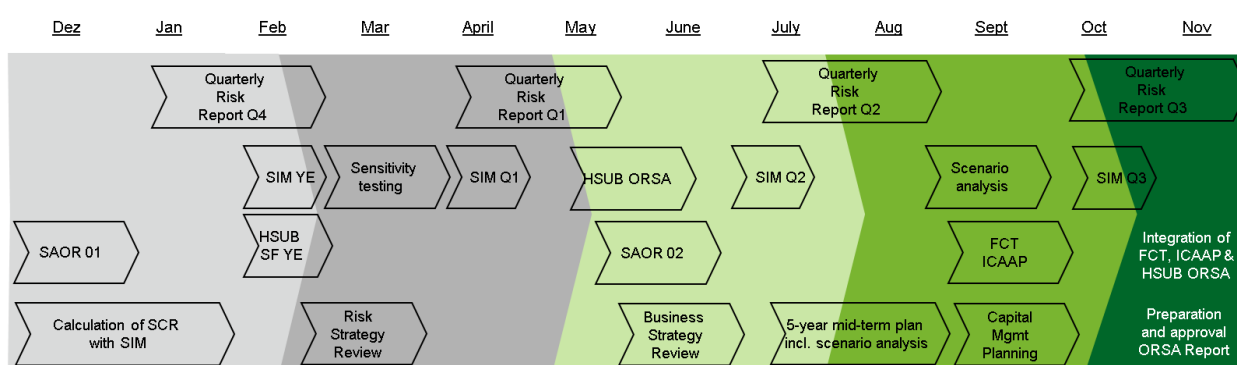 Dez Jan Feb Mar April May June July Aug Sept Oct Nov
Quarterly
Risk
Report Q4
Quarterly
Risk
Report Q1
Quarterly
Risk
Report Q2
Quarterly
Risk
Report Q3
SIM YE
Sensitivity
testing
SIM Q1
HSUB ORSA
SIM Q2
Scenario
analysis
SIM Q3
SAOR 01
HSUB
SF YE
SAOR 02
FCT
ICAAP
Integration of
FCT, ICAAP &
HSUB ORSA
Calculation of SCR
with SIM
Risk
Strategy
Review
Business
Strategy
Review
5-year mid-term plan
incl. scenario analysis
Capital
Mgmt
Planning
Preparation
and approval
ORSA Report